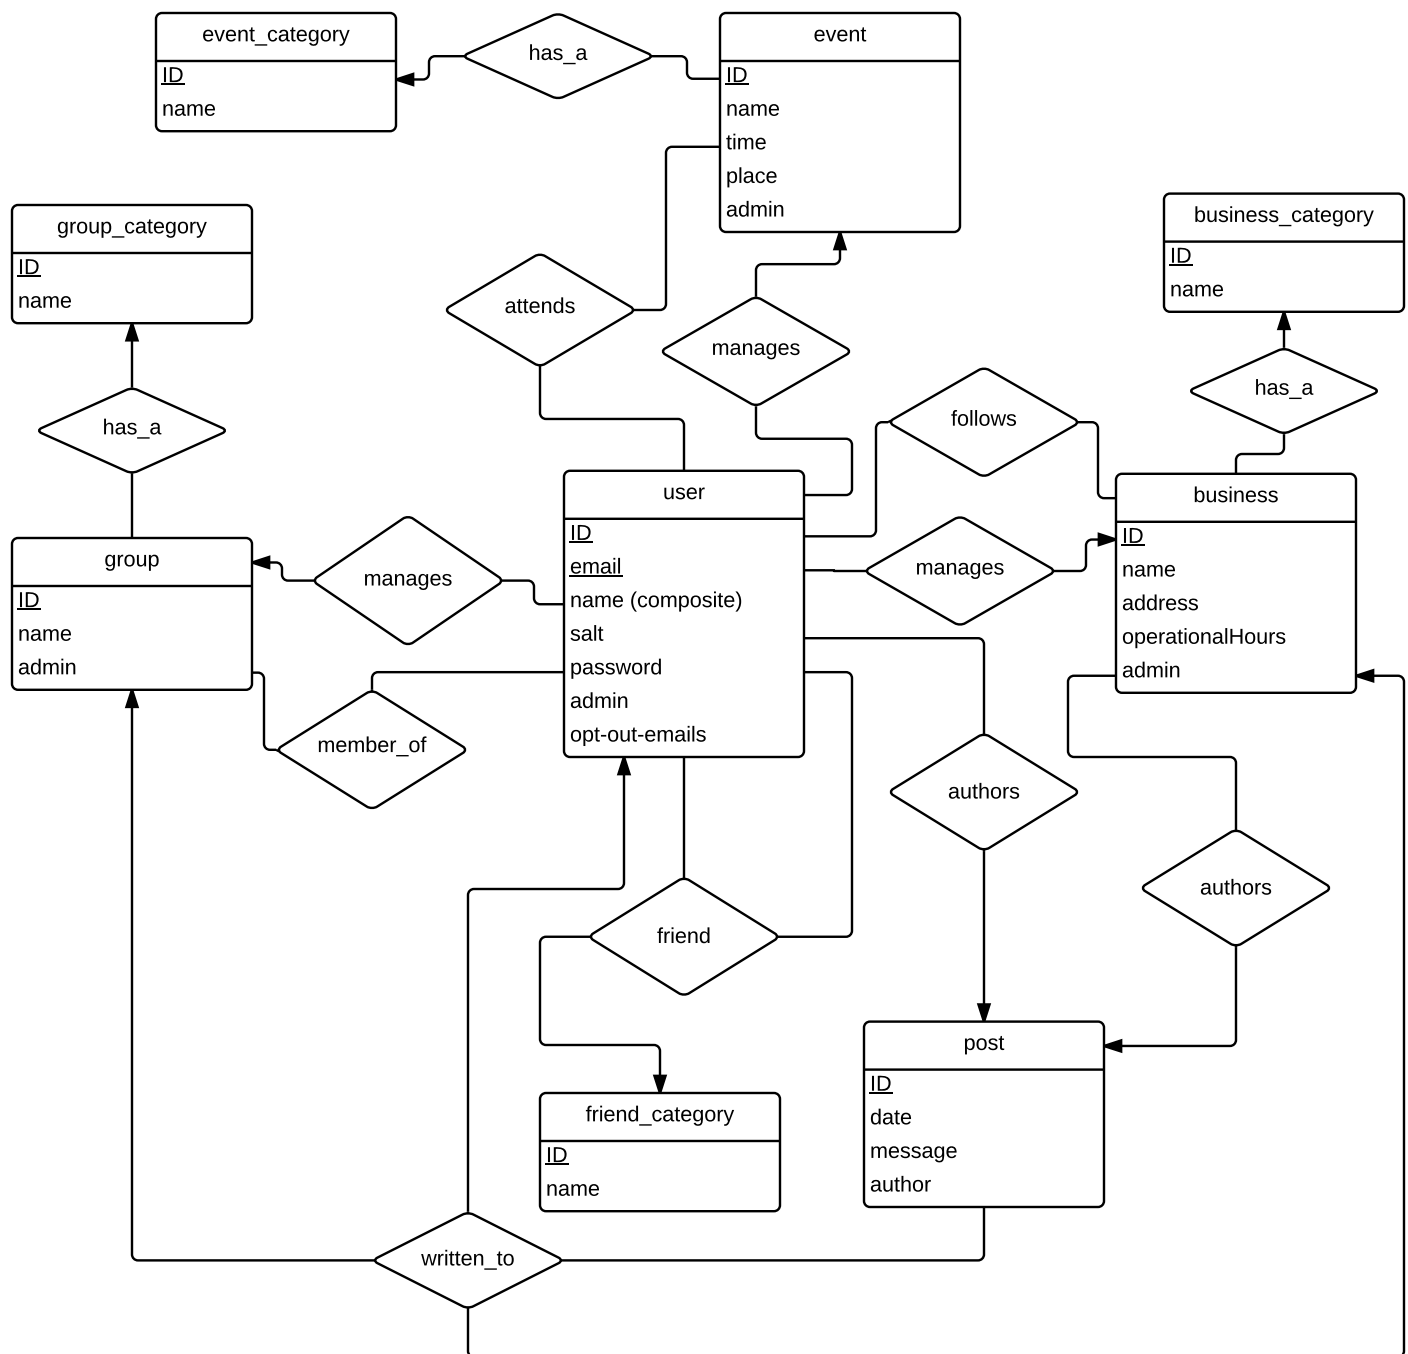 event_category
ID
name
has_a
event
ID
name
time
place
admin
group_category
ID
name
has_a
attends
manages
business_category
ID
name
has_a
follows
group
ID
name
admin
manages
member_of
user
ID
email
name (composite)
salt
password
admin
opt-out-emails
manages
business
ID
name
address
operationalHours
admin
authors
authors
friend
post
ID
date
message
author
friend_category
ID
name
written_to